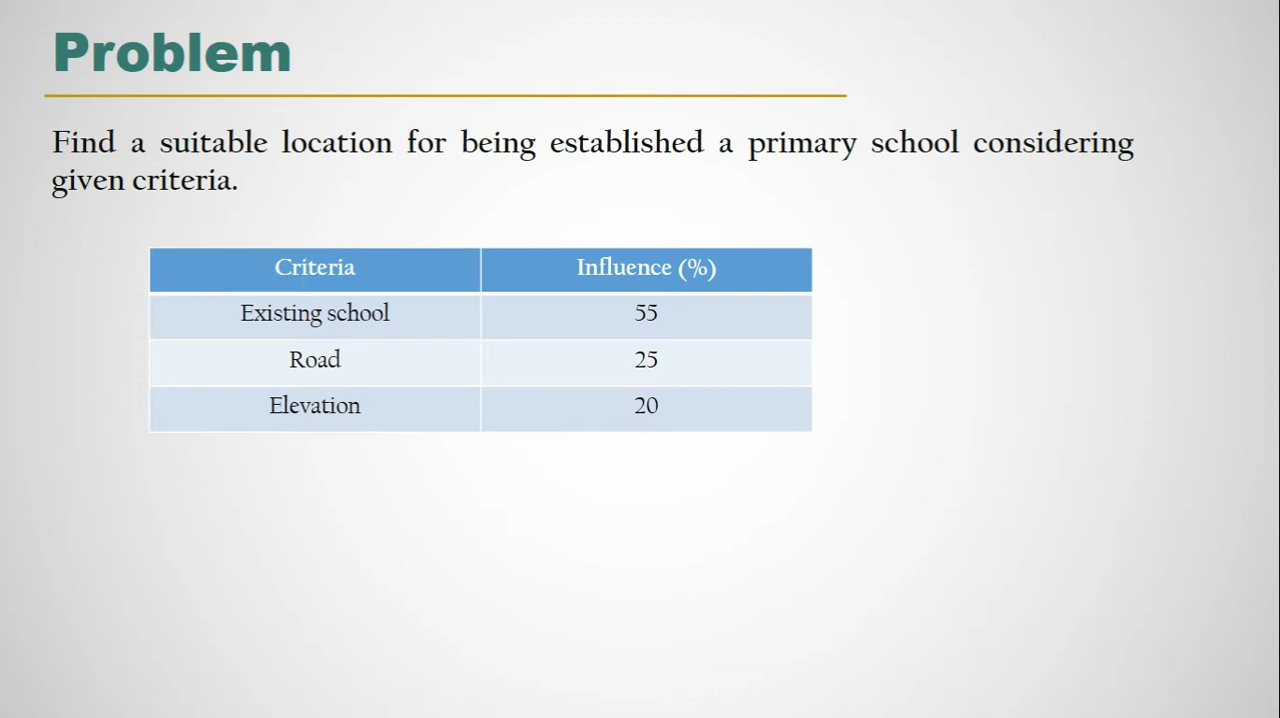 Problem
Find a suitable location for being established a primary school considering
given criteria.
Criteria Influence (%)
Existing school 55
Road 25
Elevation 20